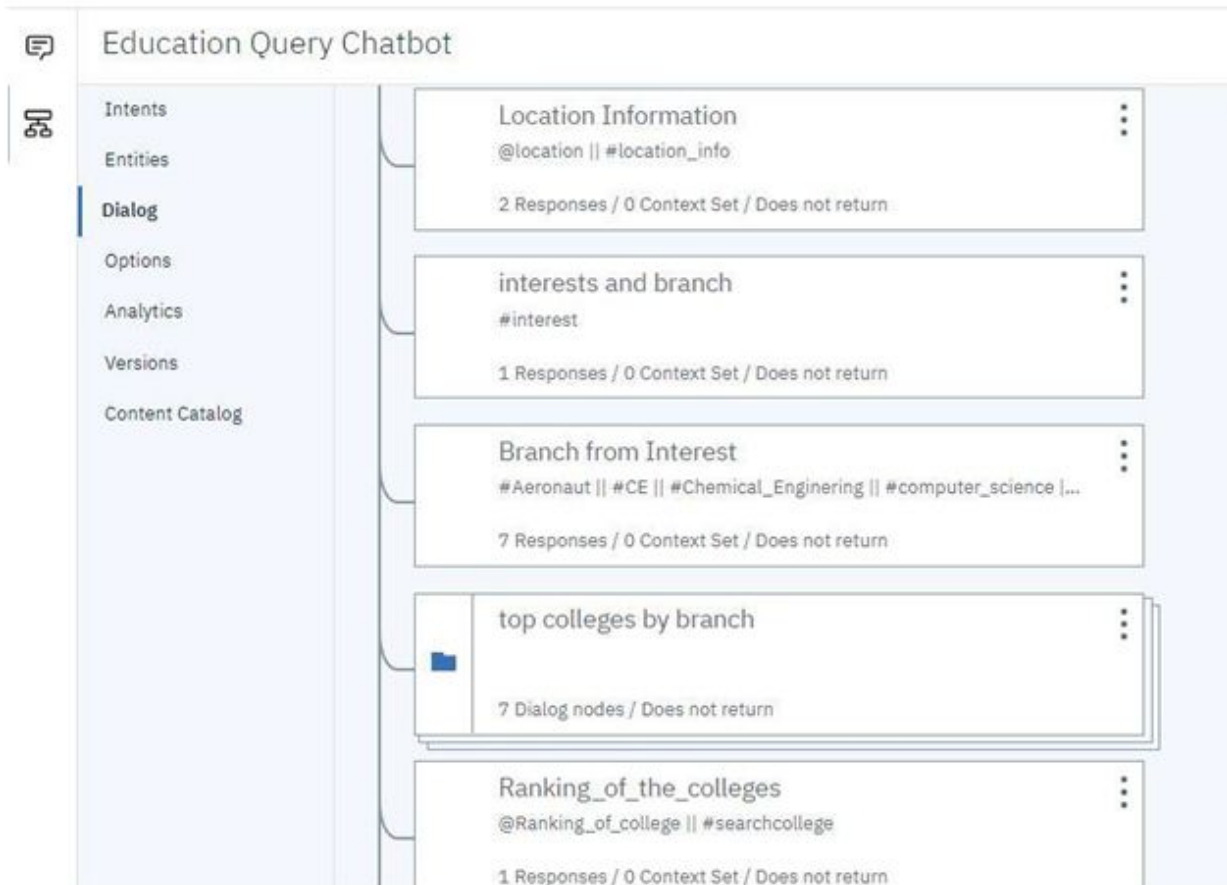 Education Query Chatbot
Intents
Entities
Dialog
Options
Analytics
Versions
Content Catalog
Location Information
@location || #location_info
2 Responses / 0 Context Set / Does not return
interests and branch
#interest
1 Responses / 0 Context Set / Does not return
Branch from Interest
#Aeronaut || #CE || #Chemical_Enginering || #computer_science |...
7 Responses / 0 Context Set / Does not return
top colleges by branch
7 Dialog nodes / Does not return
Ranking_of_the_colleges
@Ranking_of_college || #searchcollege
1 Responses / 0 Context Set / Does not return